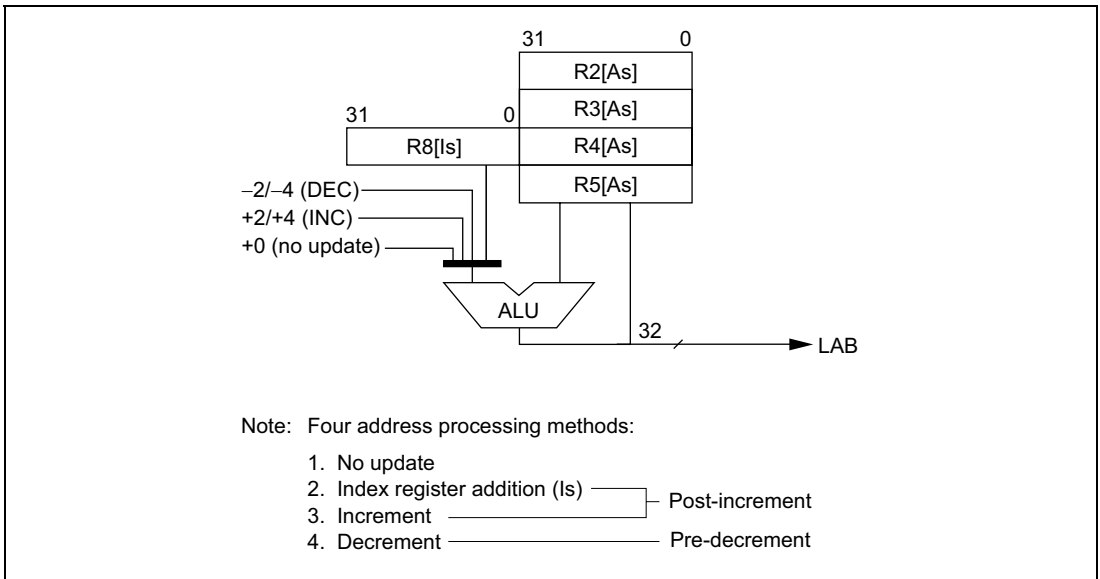 31 0
R2[As]
31 0 R3[As]
R8[Is] R4[As]
R5[As]
−2/−4 (DEC)
+2/+4 (INC)
+0 (no update)
ALU
32
LAB
Note: Four address processing methods:
1. No update
2. Index register addition (Is)
Post-increment
3. Increment
4. Decrement Pre-decrement